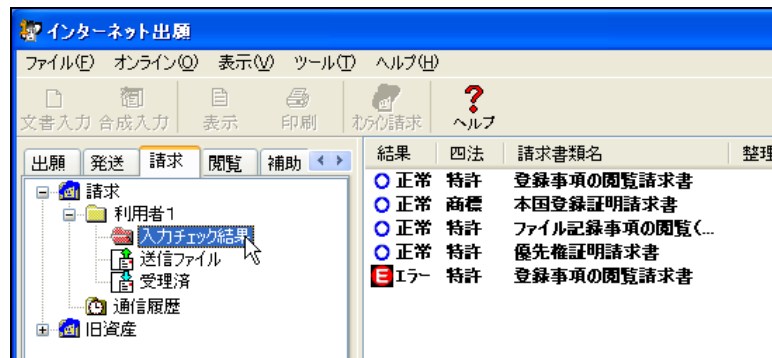 インターネット出願
ファイル(F) オンライン(O) 表示(V) ツール(T) ヘルプ(H)
文書入力 合成入力 表示 印刷 オンライン請求 ヘルプ
出願 発送 請求 閲覧 補助
請求
利用者1
入力チェック結果
送信ファイル
受理済
通信履歴
旧資産
結果 四法 請求書類名 整理
正常 特許 登録事項の閲覧請求書
正常 商標 本国登録証明請求書
正常 特許 ファイル記録事項の閲覧(...
正常 特許 優先権証明請求書
E エラー 特許 登録事項の閲覧請求書